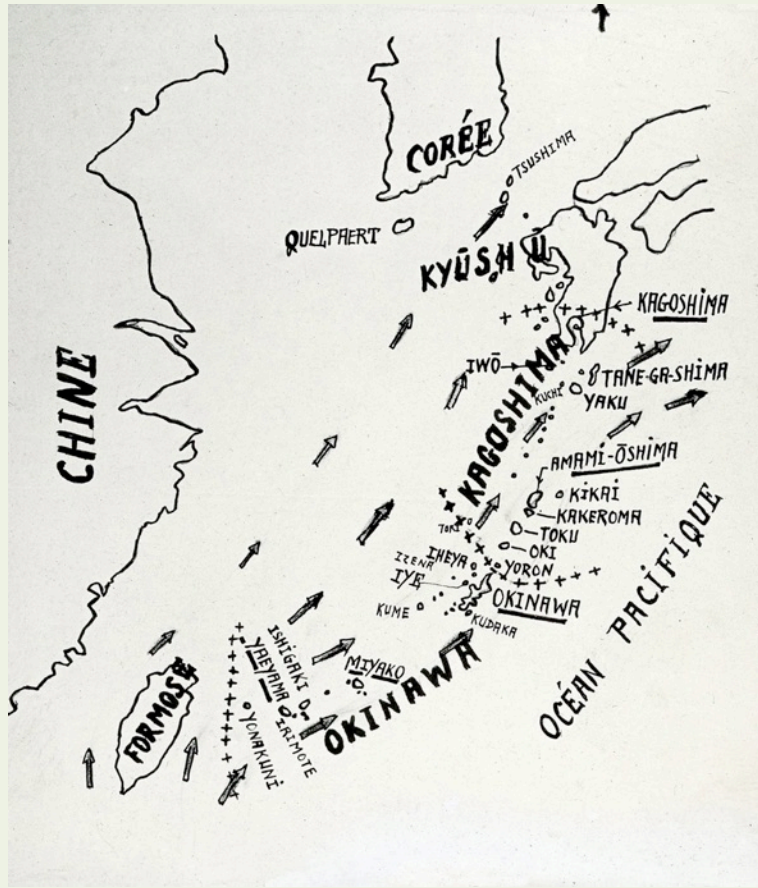 CORÉE
TSUSHIMA
QUELPAERT
KYŪSHŪ
KAGOSHIMA
CHINE
IWŌ
TANE-GA-SHIMA
KUCHI
YAKU
KAGOSHIMA
AMAMI-ŌSHIMA
KIKAI
KAKEROMA
TORI
TOKU
OKI
IHEYA
IZENA
YORON
IYE
OKINAWA
KUME
KUDAKA
OCÉAN PACIFIQUE
ISHIGAKI
YAEYAMA
MIYAKO
FORMOSE
IRIMOTE
YONAKUNI
OKINAWA